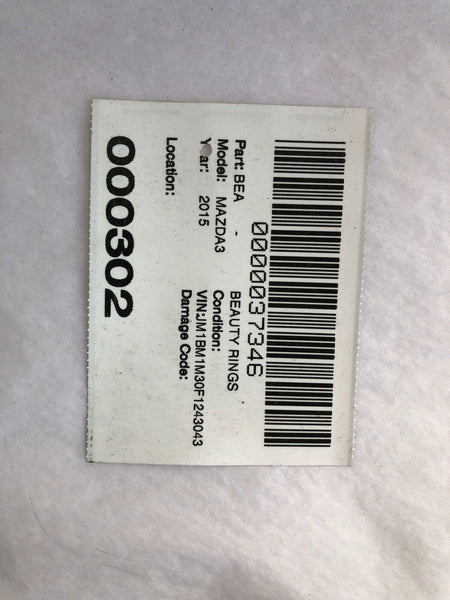 0000037346
Part: BEA - BEAUTY RINGS
Model: MAZDA3 Condition:
Year: 2015 VIN:JM1BM1M30F1243043
Damage Code:
Location:
000302